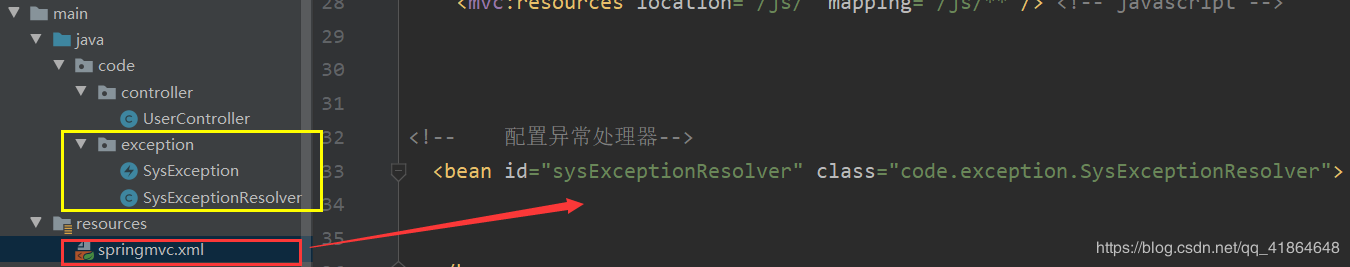 main
java
code
controller
UserController
exception
SysException
SysExceptionResolver
resources
springmvc.xml
28 <mvc:resources location="/js/" mapping="/js/**"/> <!-- javascript -->
29
30
31
32 <!-- 配置异常处理器-->
33 <bean id="sysExceptionResolver" class="code.exception.SysExceptionResolver">
34
35
https://blog.csdn.net/qq_41864648